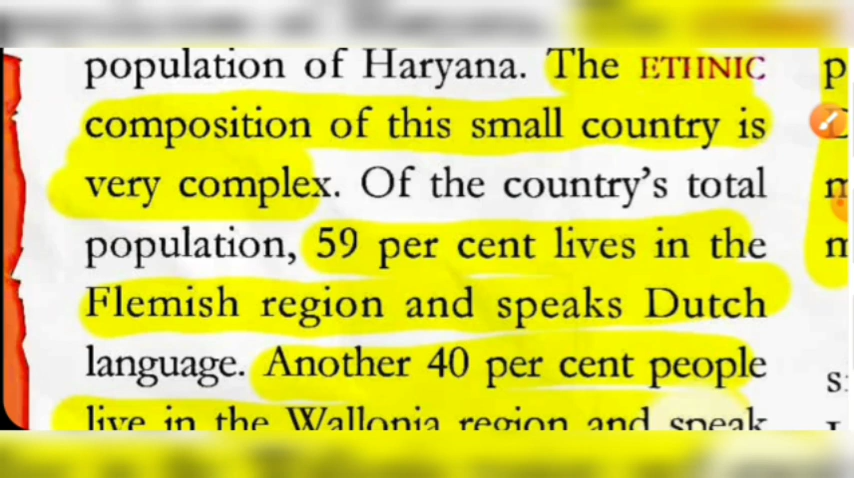 population of Haryana. The ETHNIC
composition of this small country is
very complex. Of the country's total
population, 59 per cent lives in the
Flemish region and speaks Dutch
language. Another 40 per cent people
live in the Wallonia region and speak